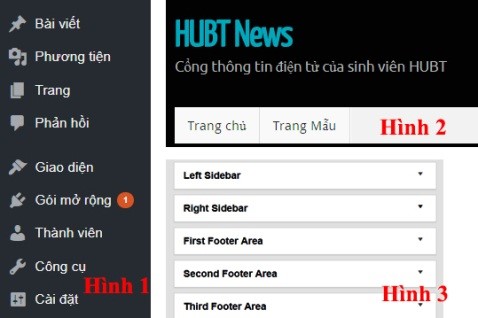 Bài viết
Phương tiện
Trang
Phản hồi
Giao diện
Gói mở rộng 1
Thành viên
Công cụ
Cài đặt
Hình 1
HUBT News
Cổng thông tin điện tử của sinh viên HUBT
Trang chủ Trang Mẫu Hình 2
Left Sidebar
Right Sidebar
First Footer Area
Second Footer Area
Third Footer Area
Hình 3